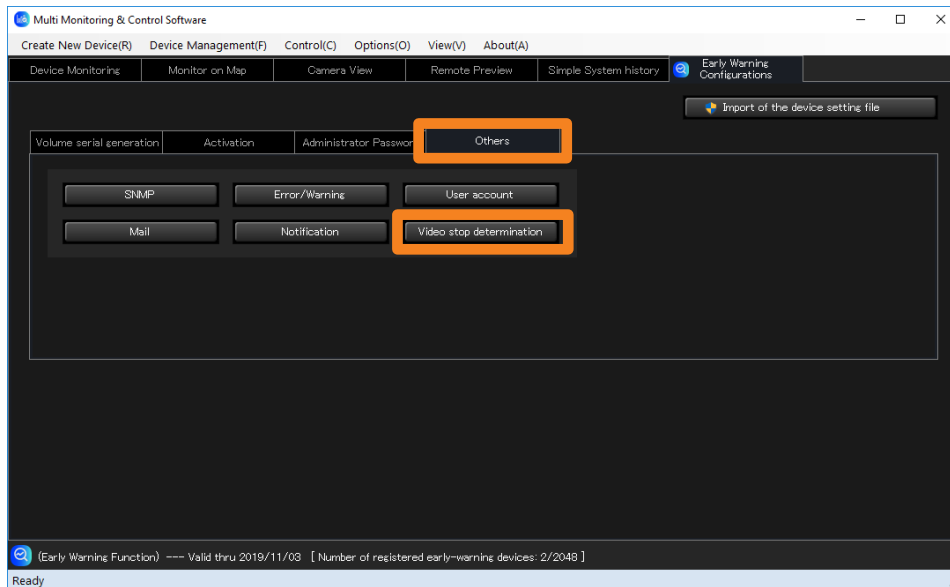 Multi Monitoring & Control Software
Create New Device(R) Device Management(F) Control(C) Options(O) View(V) About(A)
Device Monitoring Monitor on Map Camera View Remote Preview Simple System history Early Warning
Configurations
Import of the device setting file
Volume serial generation Activation Administrator Passwor Others
SNMP Error/Warning User account
Mail Notification Video stop determination
(Early Warning Function) --- Valid thru 2019/11/03 [ Number of registered early-warning devices: 2/2048 ]
Ready